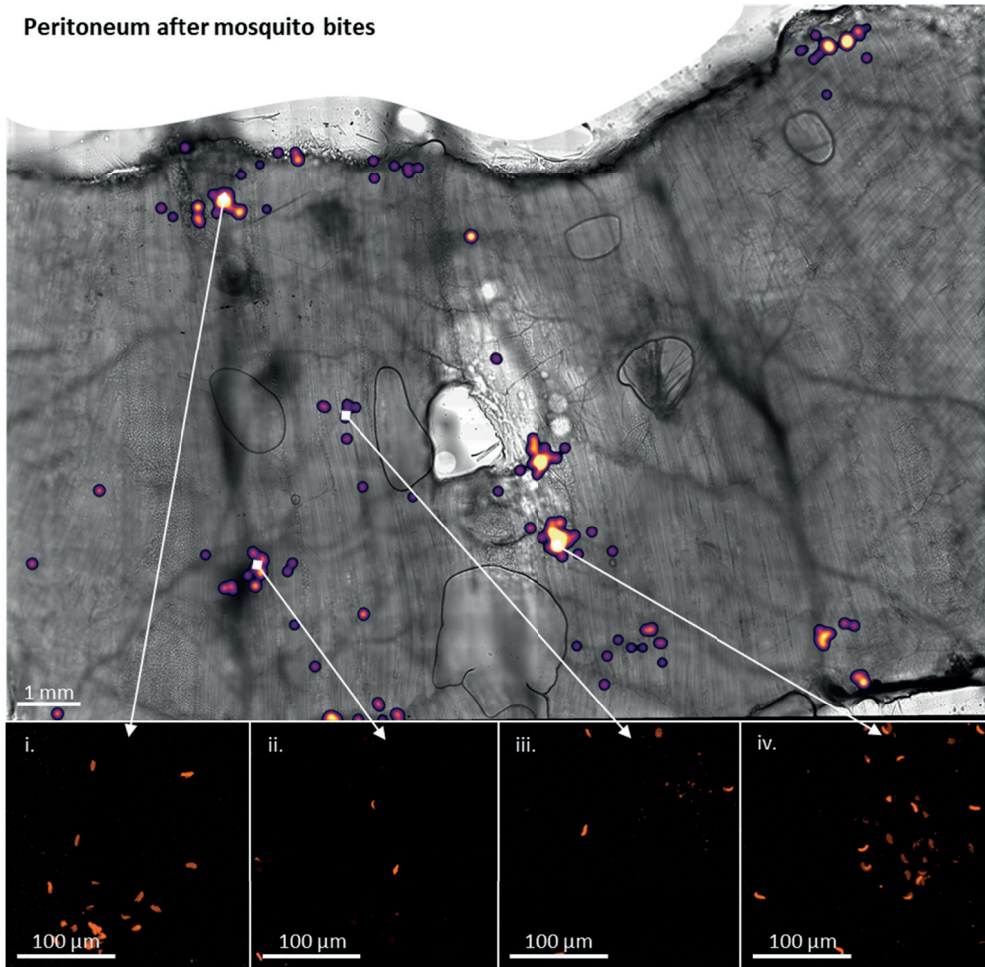 Peritoneum after mosquito bites
1 mm
i.
ii.
iii.
iv.
100 µm
100 µm
100 µm
100 µm